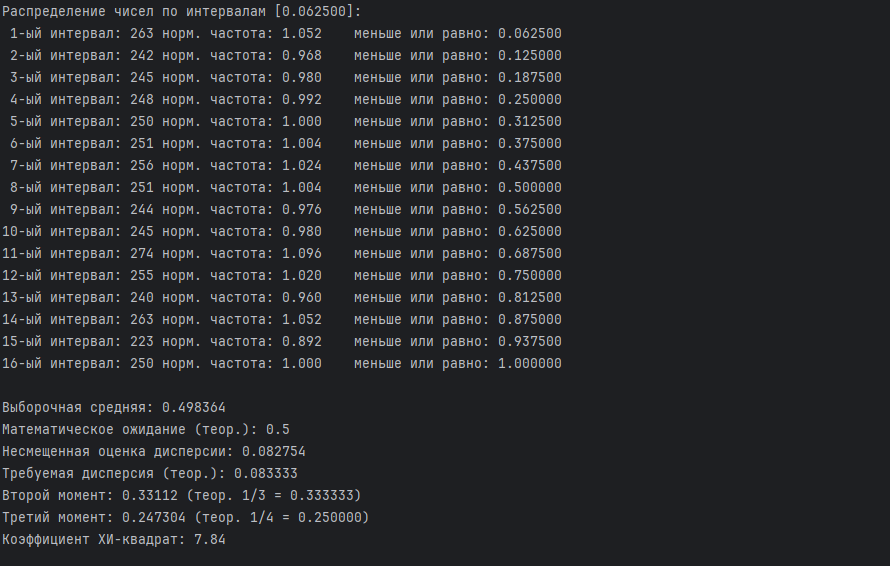 Распределение чисел по интервалам [0.062500]:
1-ый интервал: 263 норм. частота: 1.052 меньше или равно: 0.062500
2-ый интервал: 242 норм. частота: 0.968 меньше или равно: 0.125000
3-ый интервал: 245 норм. частота: 0.980 меньше или равно: 0.187500
4-ый интервал: 248 норм. частота: 0.992 меньше или равно: 0.250000
5-ый интервал: 250 норм. частота: 1.000 меньше или равно: 0.312500
6-ый интервал: 251 норм. частота: 1.004 меньше или равно: 0.375000
7-ый интервал: 256 норм. частота: 1.024 меньше или равно: 0.437500
8-ый интервал: 251 норм. частота: 1.004 меньше или равно: 0.500000
9-ый интервал: 244 норм. частота: 0.976 меньше или равно: 0.562500
10-ый интервал: 245 норм. частота: 0.980 меньше или равно: 0.625000
11-ый интервал: 274 норм. частота: 1.096 меньше или равно: 0.687500
12-ый интервал: 255 норм. частота: 1.020 меньше или равно: 0.750000
13-ый интервал: 240 норм. частота: 0.960 меньше или равно: 0.812500
14-ый интервал: 263 норм. частота: 1.052 меньше или равно: 0.875000
15-ый интервал: 223 норм. частота: 0.892 меньше или равно: 0.937500
16-ый интервал: 250 норм. частота: 1.000 меньше или равно: 1.000000
Выборочная средняя: 0.498364
Математическое ожидание (теор.): 0.5
Несмещенная оценка дисперсии: 0.082754
Требуемая дисперсия (теор.): 0.083333
Второй момент: 0.33112 (теор. 1/3 = 0.333333)
Третий момент: 0.247304 (теор. 1/4 = 0.250000)
Коэффициент ХИ-квадрат: 7.84